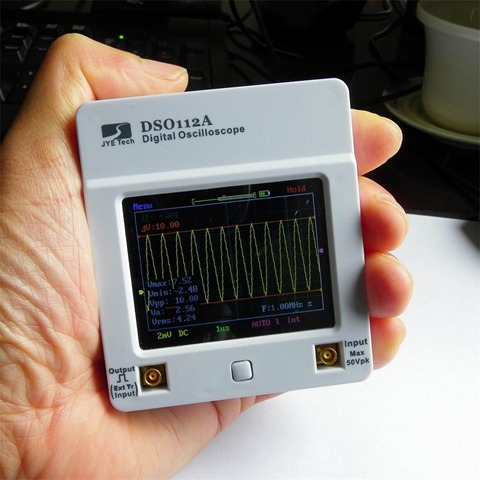 JYE Tech
DSO112A
Digital Oscilloscope
Menu
Hold
ΔV:10.00
Vmax:7.52
Vmin:-2.48
Vpp: 10.00
Va: 2.56
Vrms:4.24
F:1.00MHz
2mV DC
1us
AUTO
Int
Output
(Ext Tr
Input)
Input
Max
50Vpk